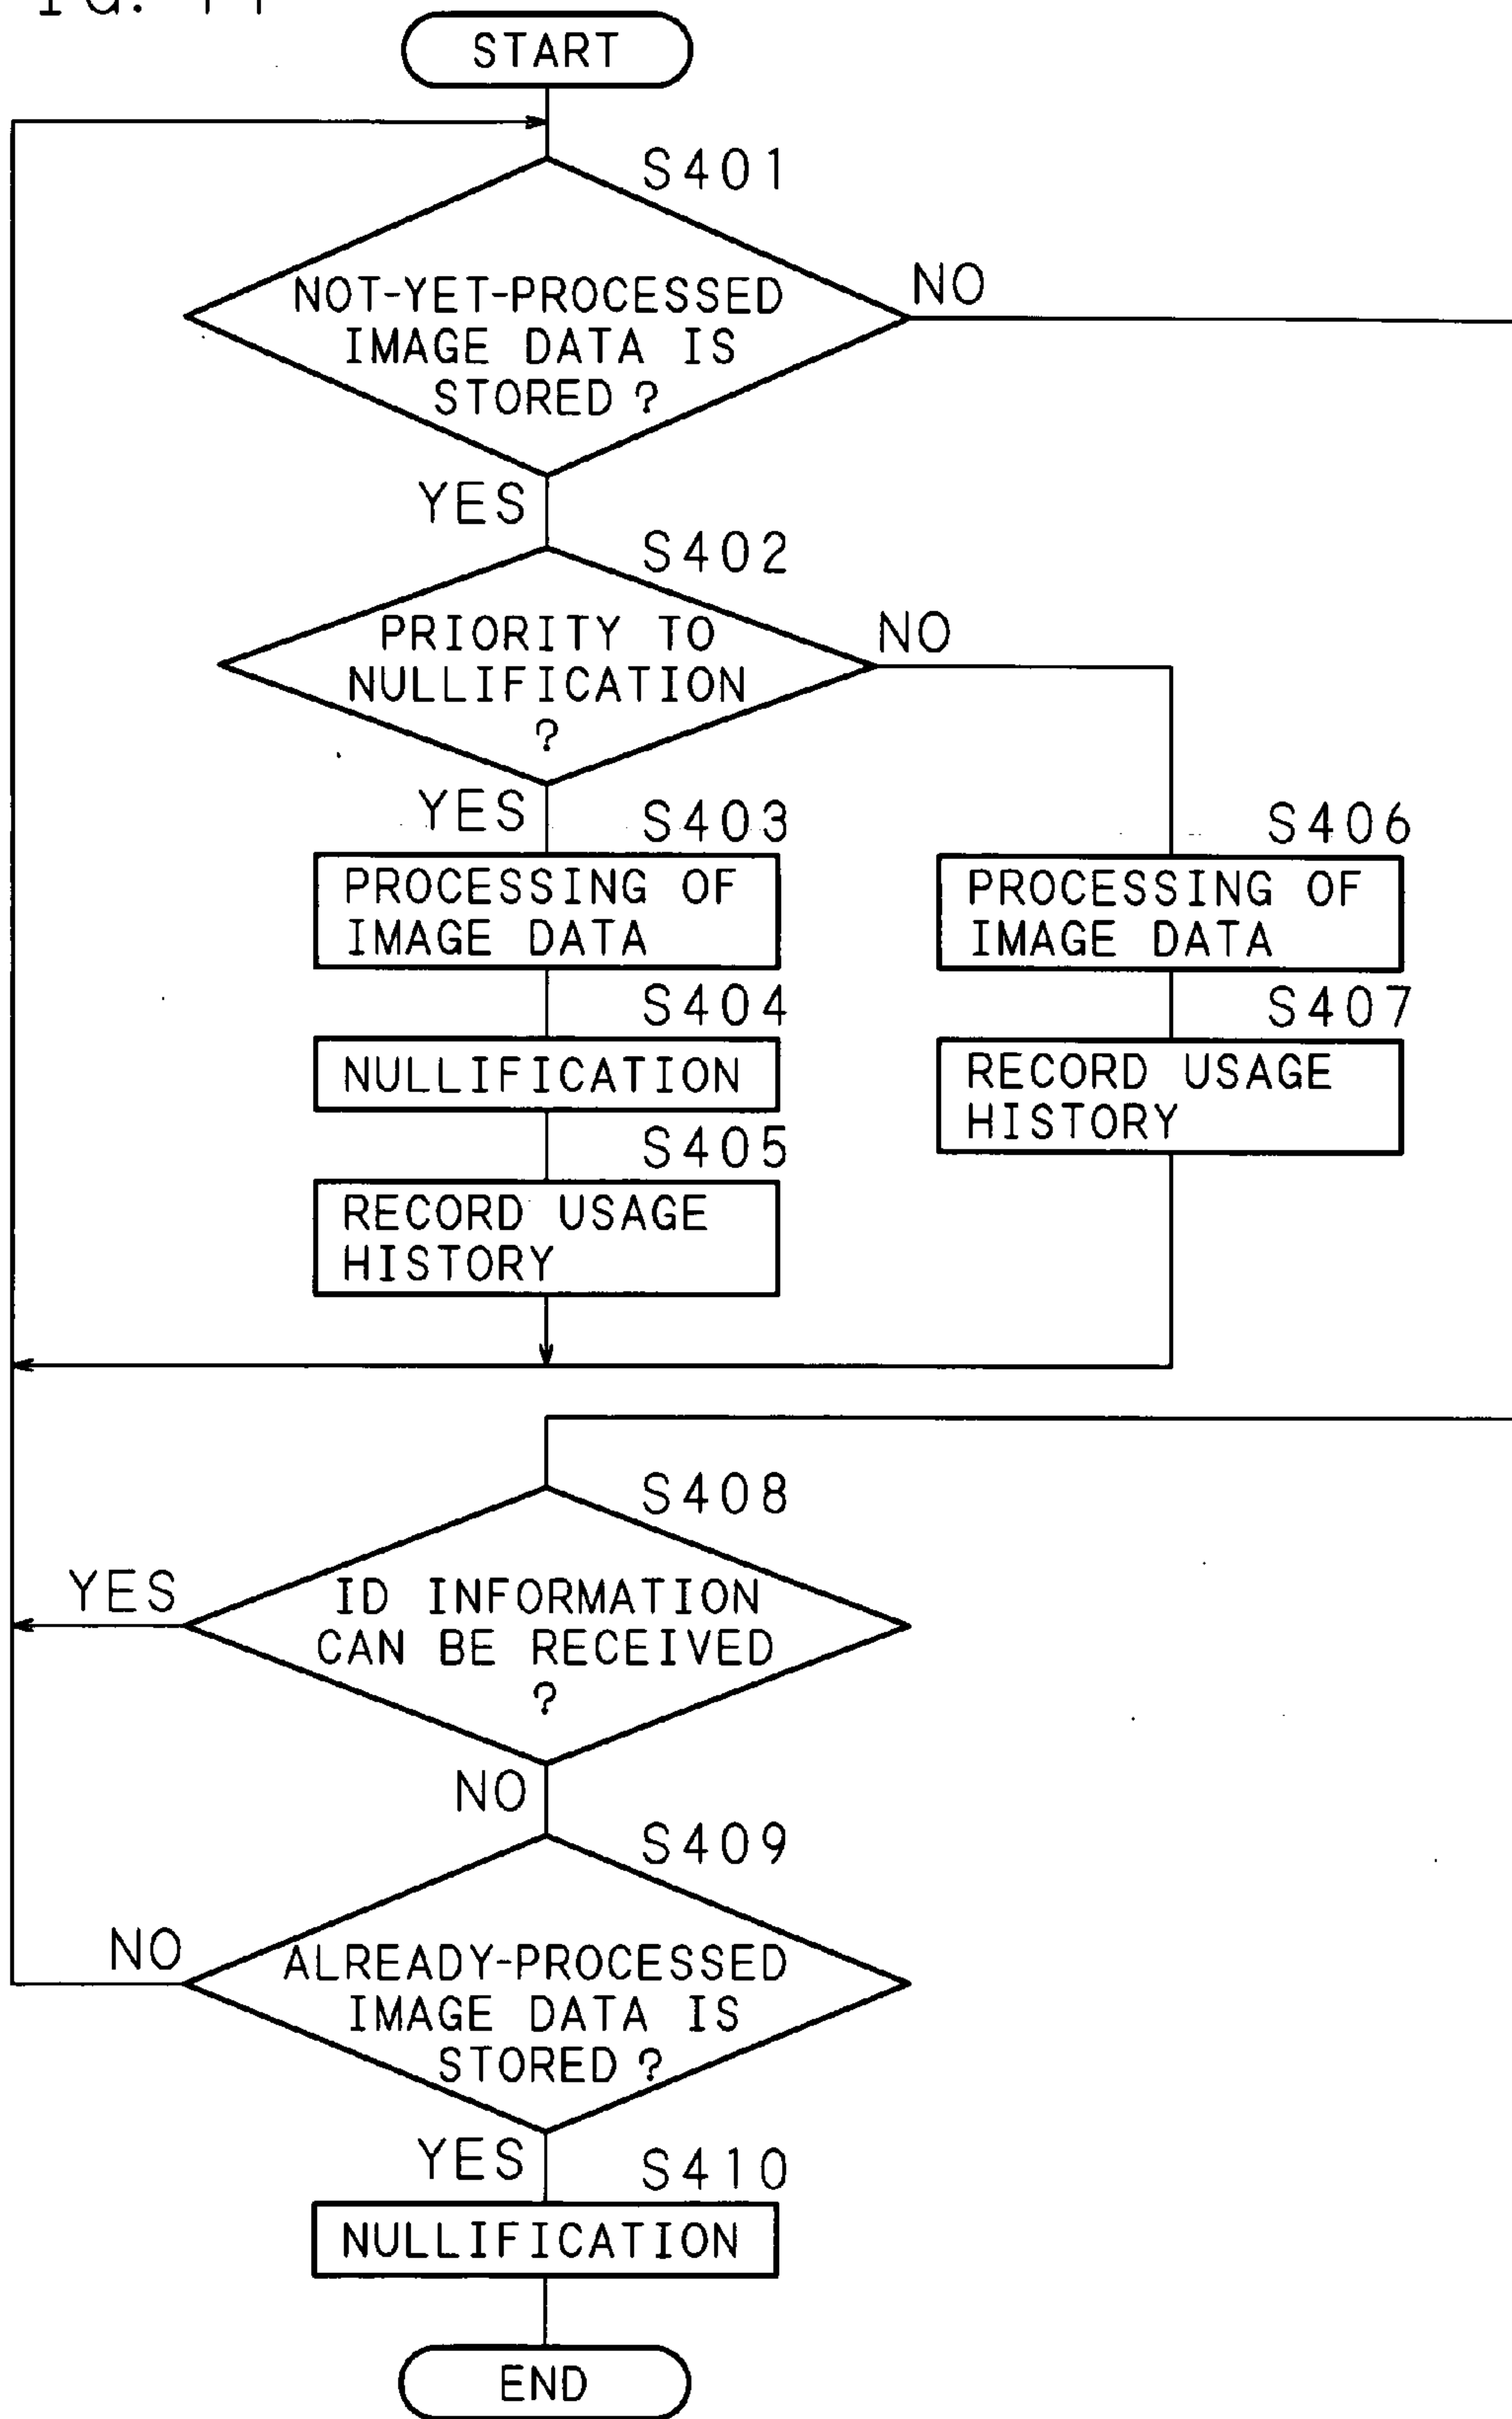 START
S401
NOT-YET-PROCESSED
IMAGE DATA IS
STORED ?
NO
YES
S402
PRIORITY TO
NULLIFICATION
?
NO
YES
S403
PROCESSING OF
IMAGE DATA
S406
PROCESSING OF
IMAGE DATA
S404
NULLIFICATION
S407
RECORD USAGE
HISTORY
S405
RECORD USAGE
HISTORY
S408
YES
ID INFORMATION
CAN BE RECEIVED
?
NO
S409
NO
ALREADY-PROCESSED
IMAGE DATA IS
STORED ?
YES
S410
NULLIFICATION
END